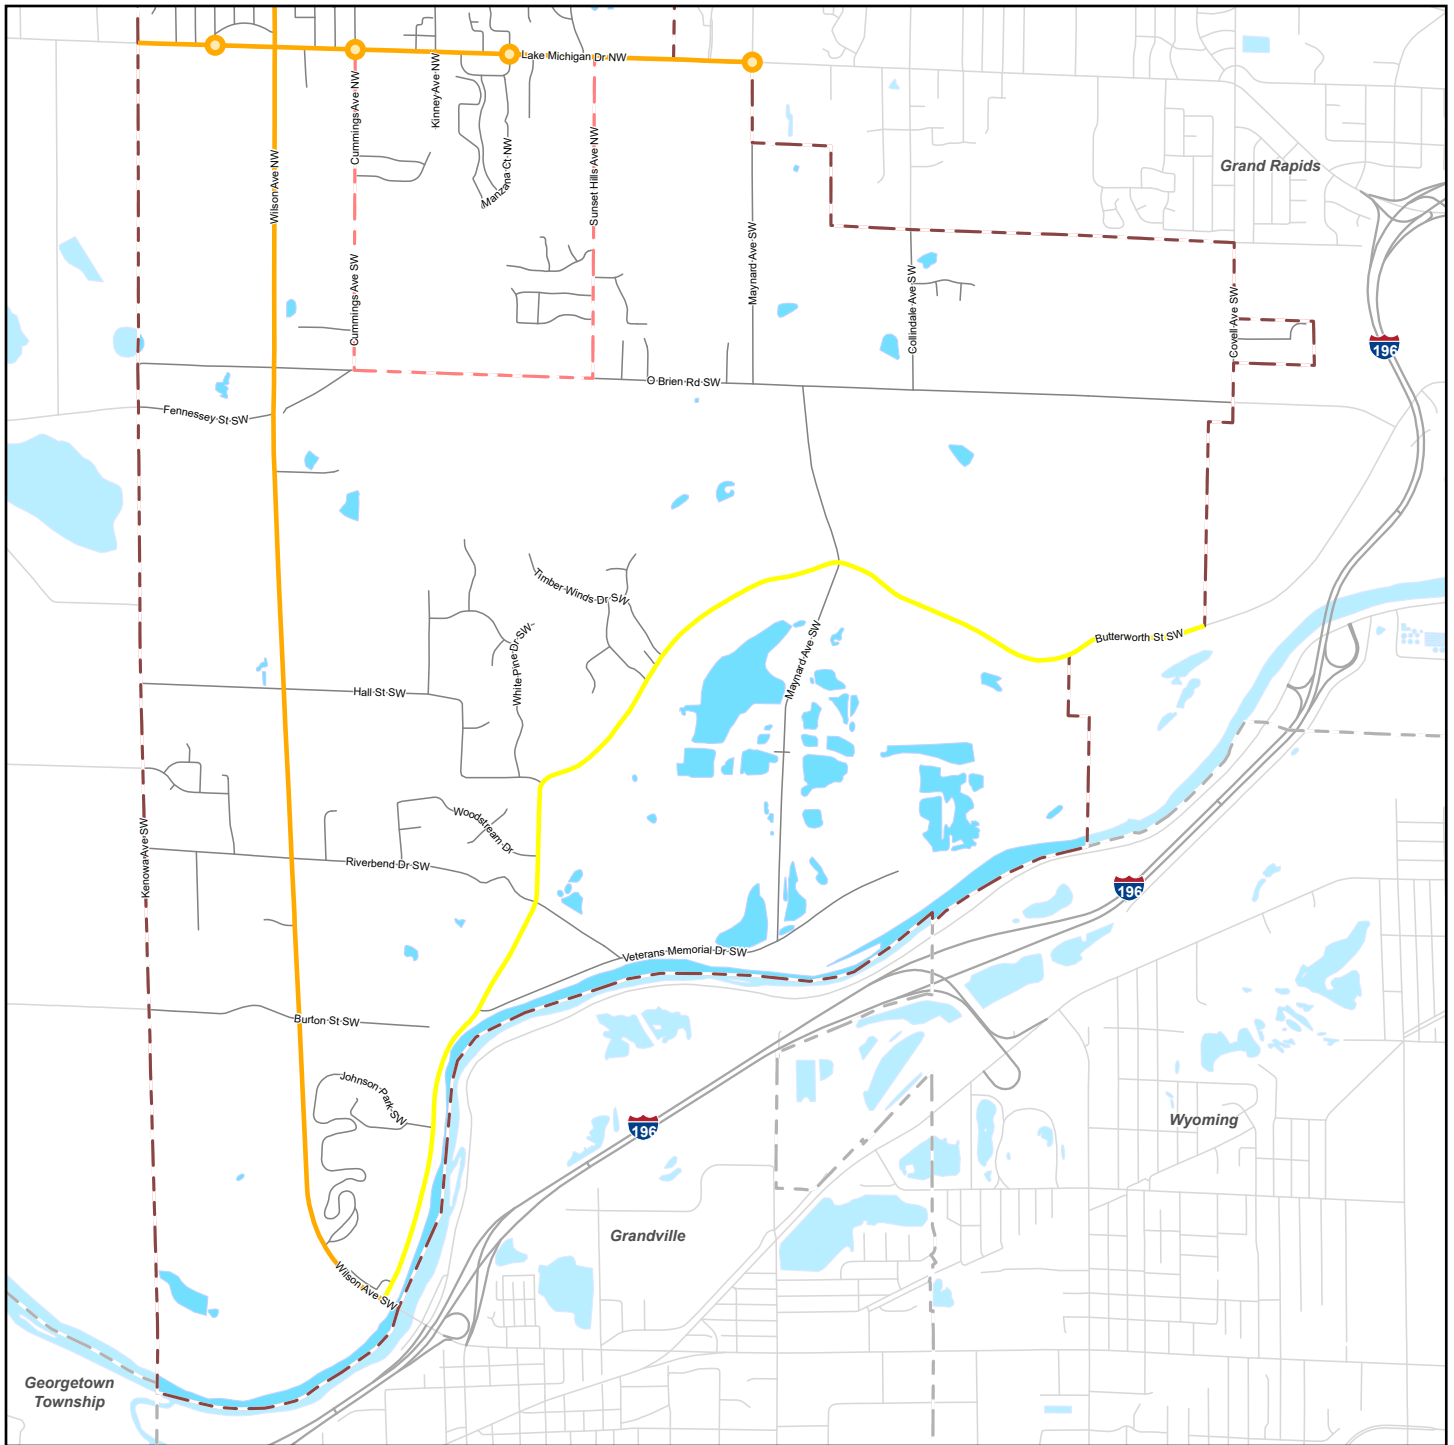 Lake Michigan Dr NW
Kinney Ave NW
Cummings Ave NW
Wilson Ave NW
Manzana Ct NW
Sunset Hills Ave NW
Grand Rapids
Maynard Ave SW
Cummings Ave SW
Collindale Ave SW
Covell Ave SW
196
O Brien Rd SW
Fennessey St SW
Timber Winds Dr SW
Butterworth St SW
White Pine Dr SW
Maynard Ave SW
Hall St SW
Woodstream Dr
Kenowa Ave SW
Riverbend Dr SW
196
Veterans Memorial Dr SW
Burton St SW
Johnson Park SW
196
Wyoming
Grandville
Wilson Ave SW
Georgetown
Township